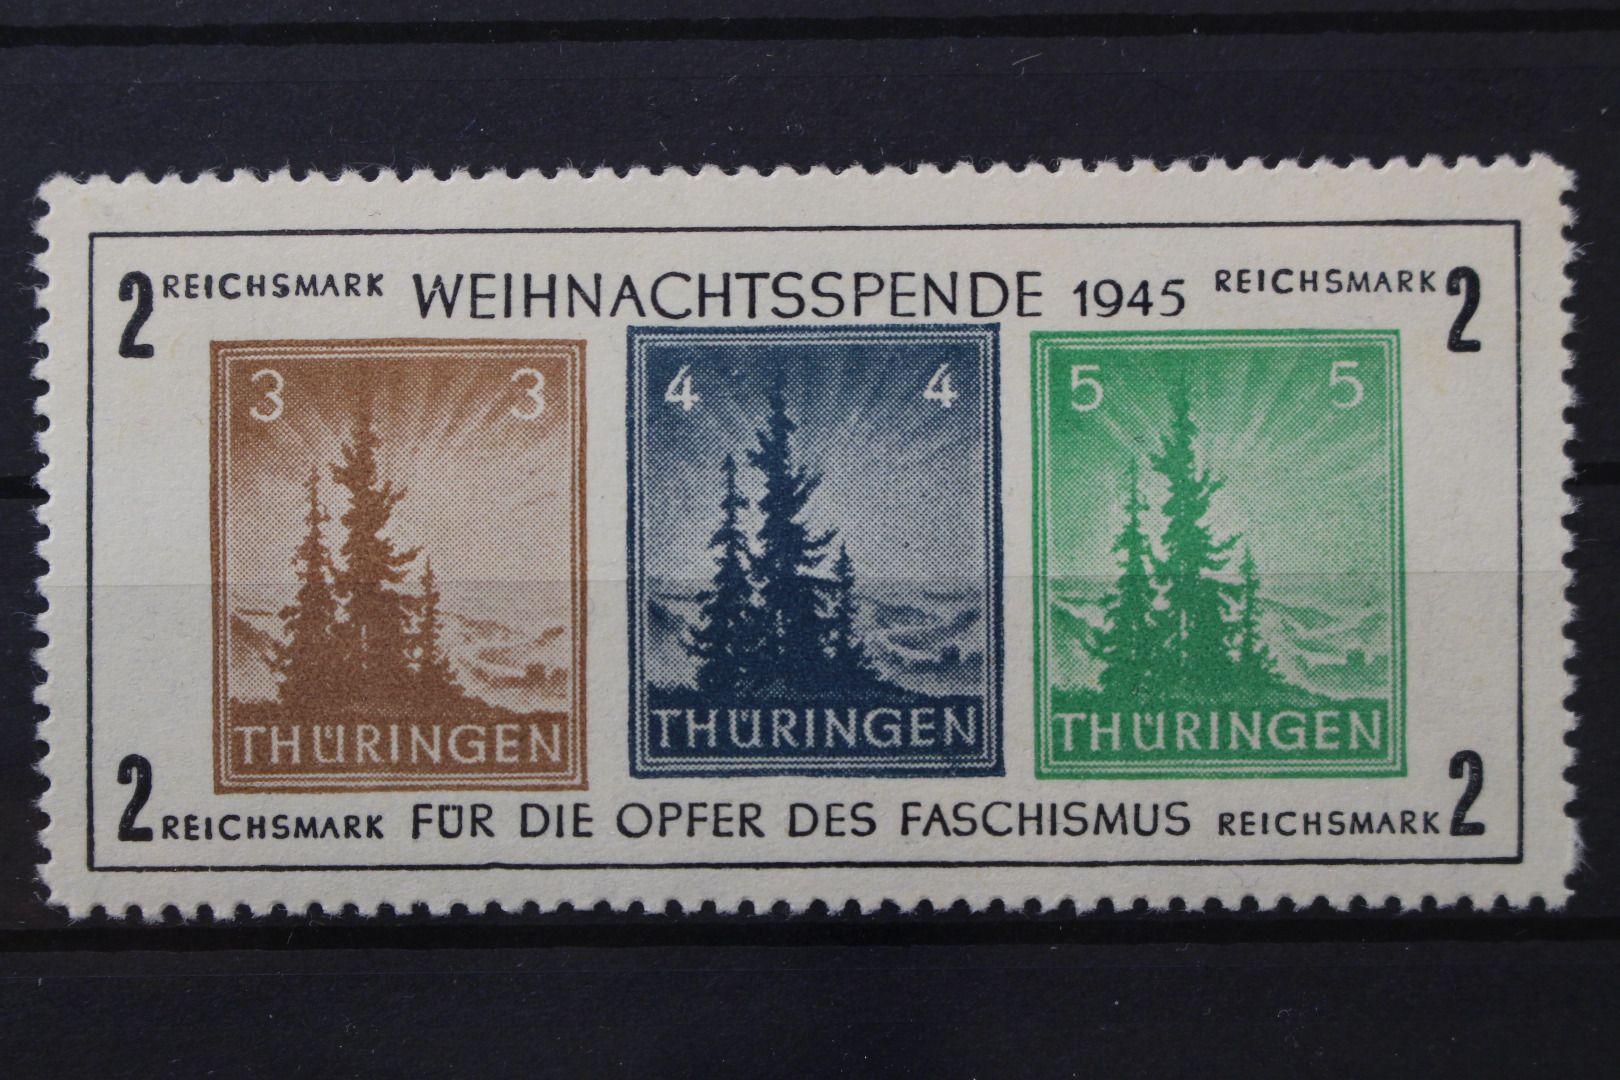 2 REICHSMARK WEIHNACHTSSPENDE 1945 REICHSMARK 2
3 3 4 4 5 5
THÜRINGEN THÜRINGEN THÜRINGEN
2 REICHSMARK FÜR DIE OPFER DES FASCHISMUS REICHSMARK 2